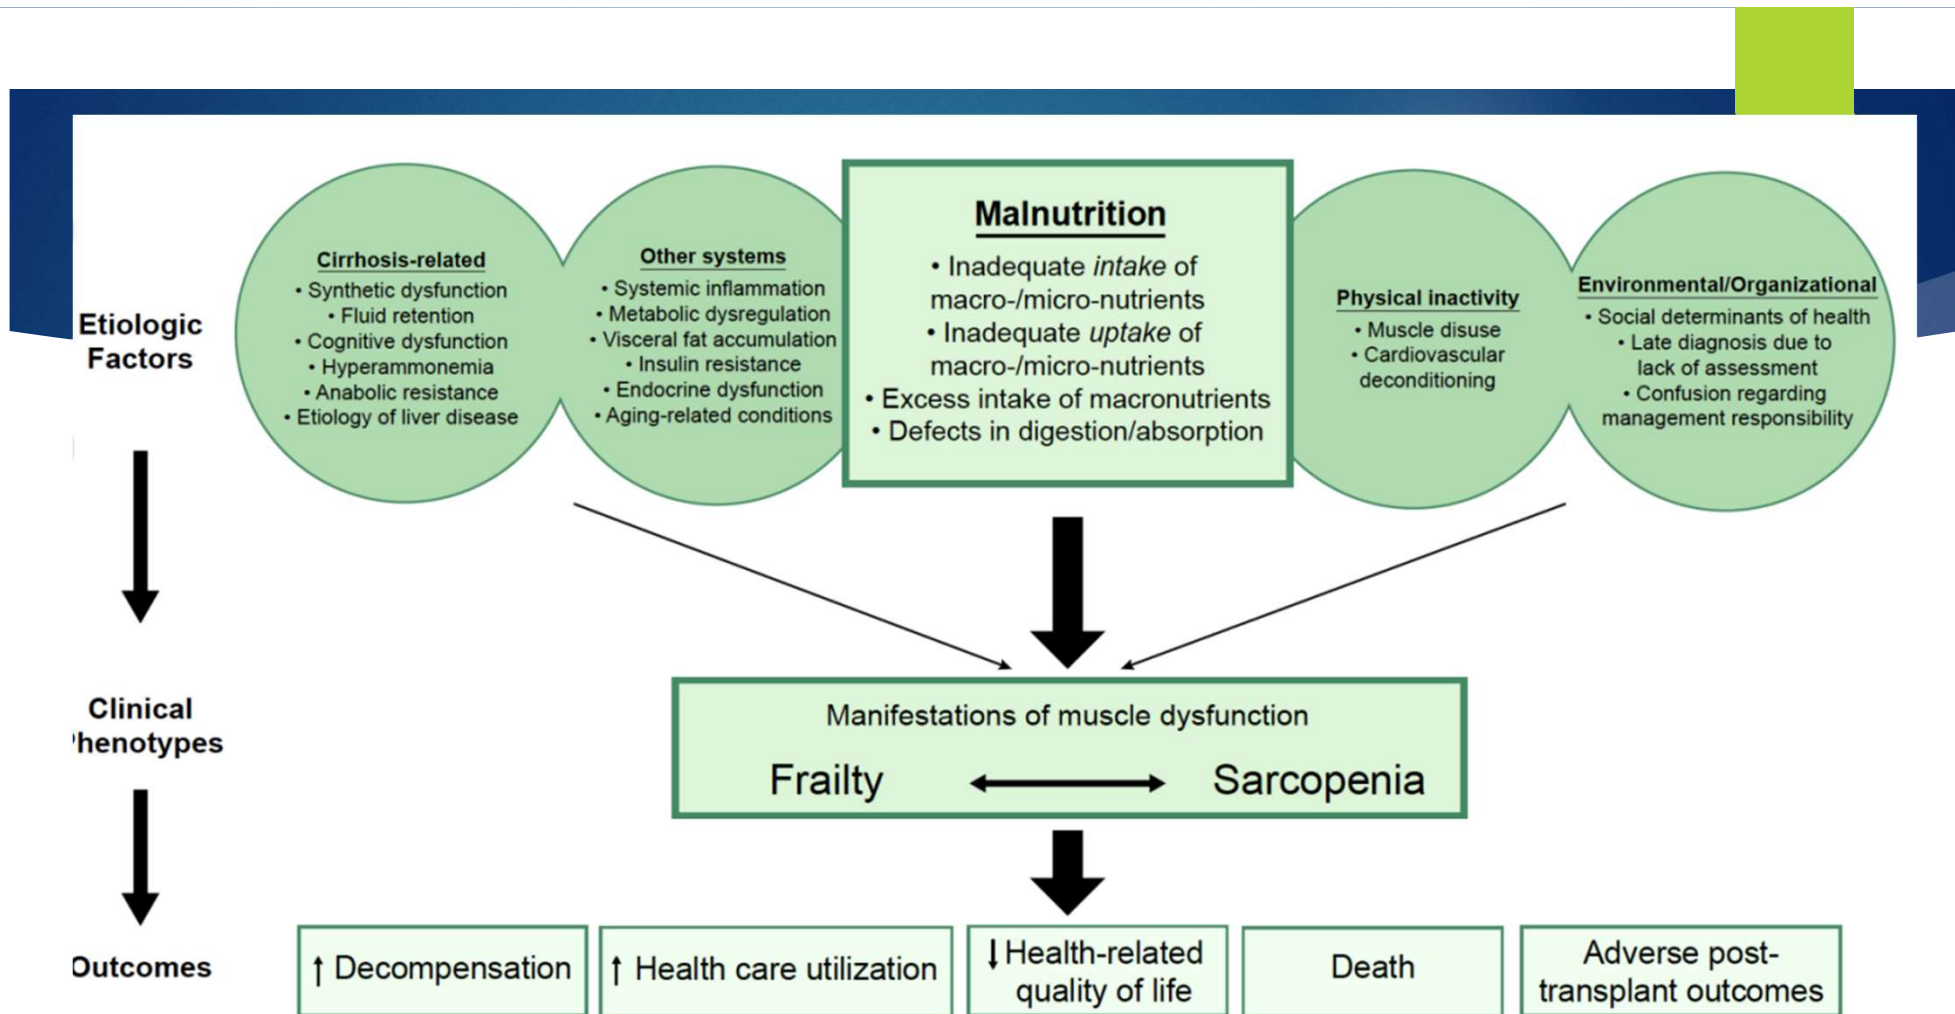 Etiologic
Factors
Cirrhosis-related
• Synthetic dysfunction
• Fluid retention
• Cognitive dysfunction
• Hyperammonemia
• Anabolic resistance
• Etiology of liver disease
Other systems
• Systemic inflammation
• Metabolic dysregulation
• Visceral fat accumulation
• Insulin resistance
• Endocrine dysfunction
• Aging-related conditions
Malnutrition
• Inadequate intake of
macro-/micro-nutrients
• Inadequate uptake of
macro-/micro-nutrients
• Excess intake of macronutrients
• Defects in digestion/absorption
Physical inactivity
• Muscle disuse
• Cardiovascular
deconditioning
Environmental/Organizational
• Social determinants of health
• Late diagnosis due to
lack of assessment
• Confusion regarding
management responsibility
Clinical
henotypes
Manifestations of muscle dysfunction
Frailty ↔ Sarcopenia
Outcomes
↑ Decompensation
↑ Health care utilization
↓ Health-related
quality of life
Death
Adverse post-
transplant outcomes